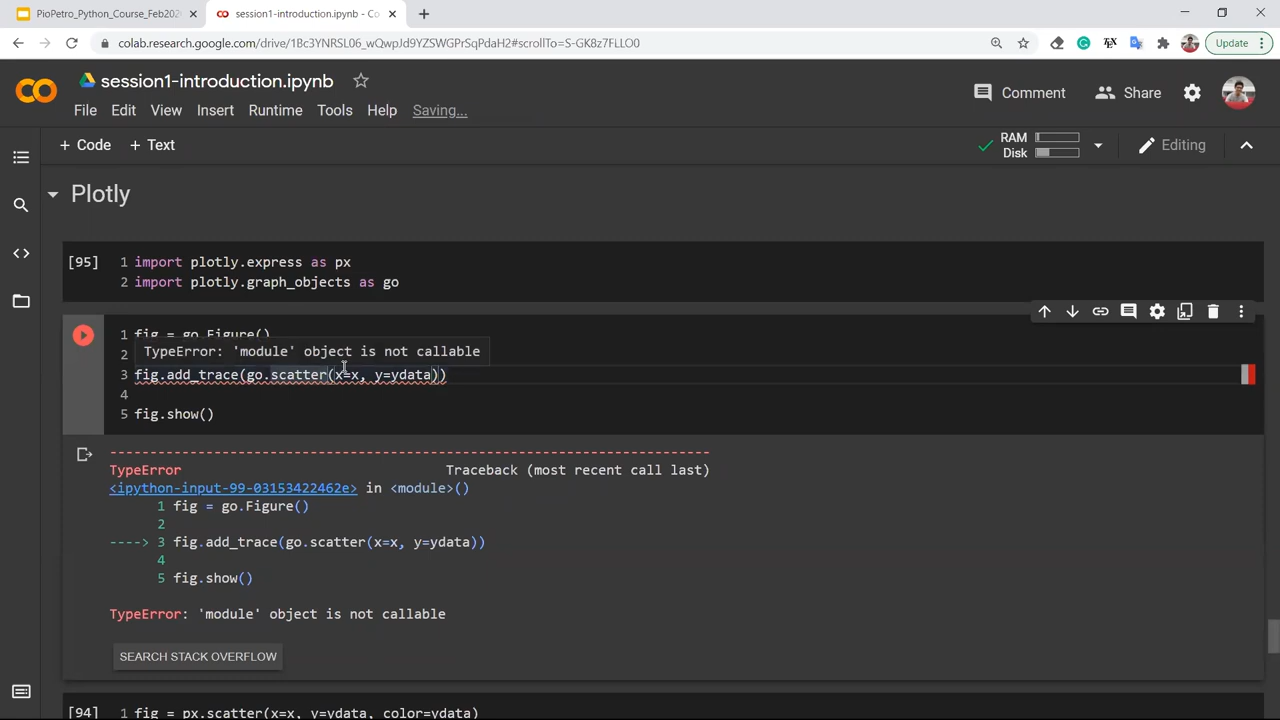 PioPetro_Python_Course_Feb202
session1-introduction.ipynb - Co
colab.research.google.com/drive/1Bc3YNRSL06_wQwpJd9YZSWGPrSqPdaH2#scrollTo=S-GK8z7FLLO0
Update
session1-introduction.ipynb
Comment
Share
File Edit View Insert Runtime Tools Help Saving...
+ Code + Text
RAM
Disk
Editing
Plotly
[95]
1 import plotly.express as px
2 import plotly.graph_objects as go
1 fig = go.Figure()
2
TypeError: 'module' object is not callable
3 fig.add_trace(go.scatter(x=x, y=ydata))
4
5 fig.show()
TypeError Traceback (most recent call last)
<ipython-input-99-03153422462e> in <module>()
1 fig = go.Figure()
2
----> 3 fig.add_trace(go.scatter(x=x, y=ydata))
4
5 fig.show()
TypeError: 'module' object is not callable
SEARCH STACK OVERFLOW
[94]
1 fig = px.scatter(x=x, y=ydata, color=ydata)